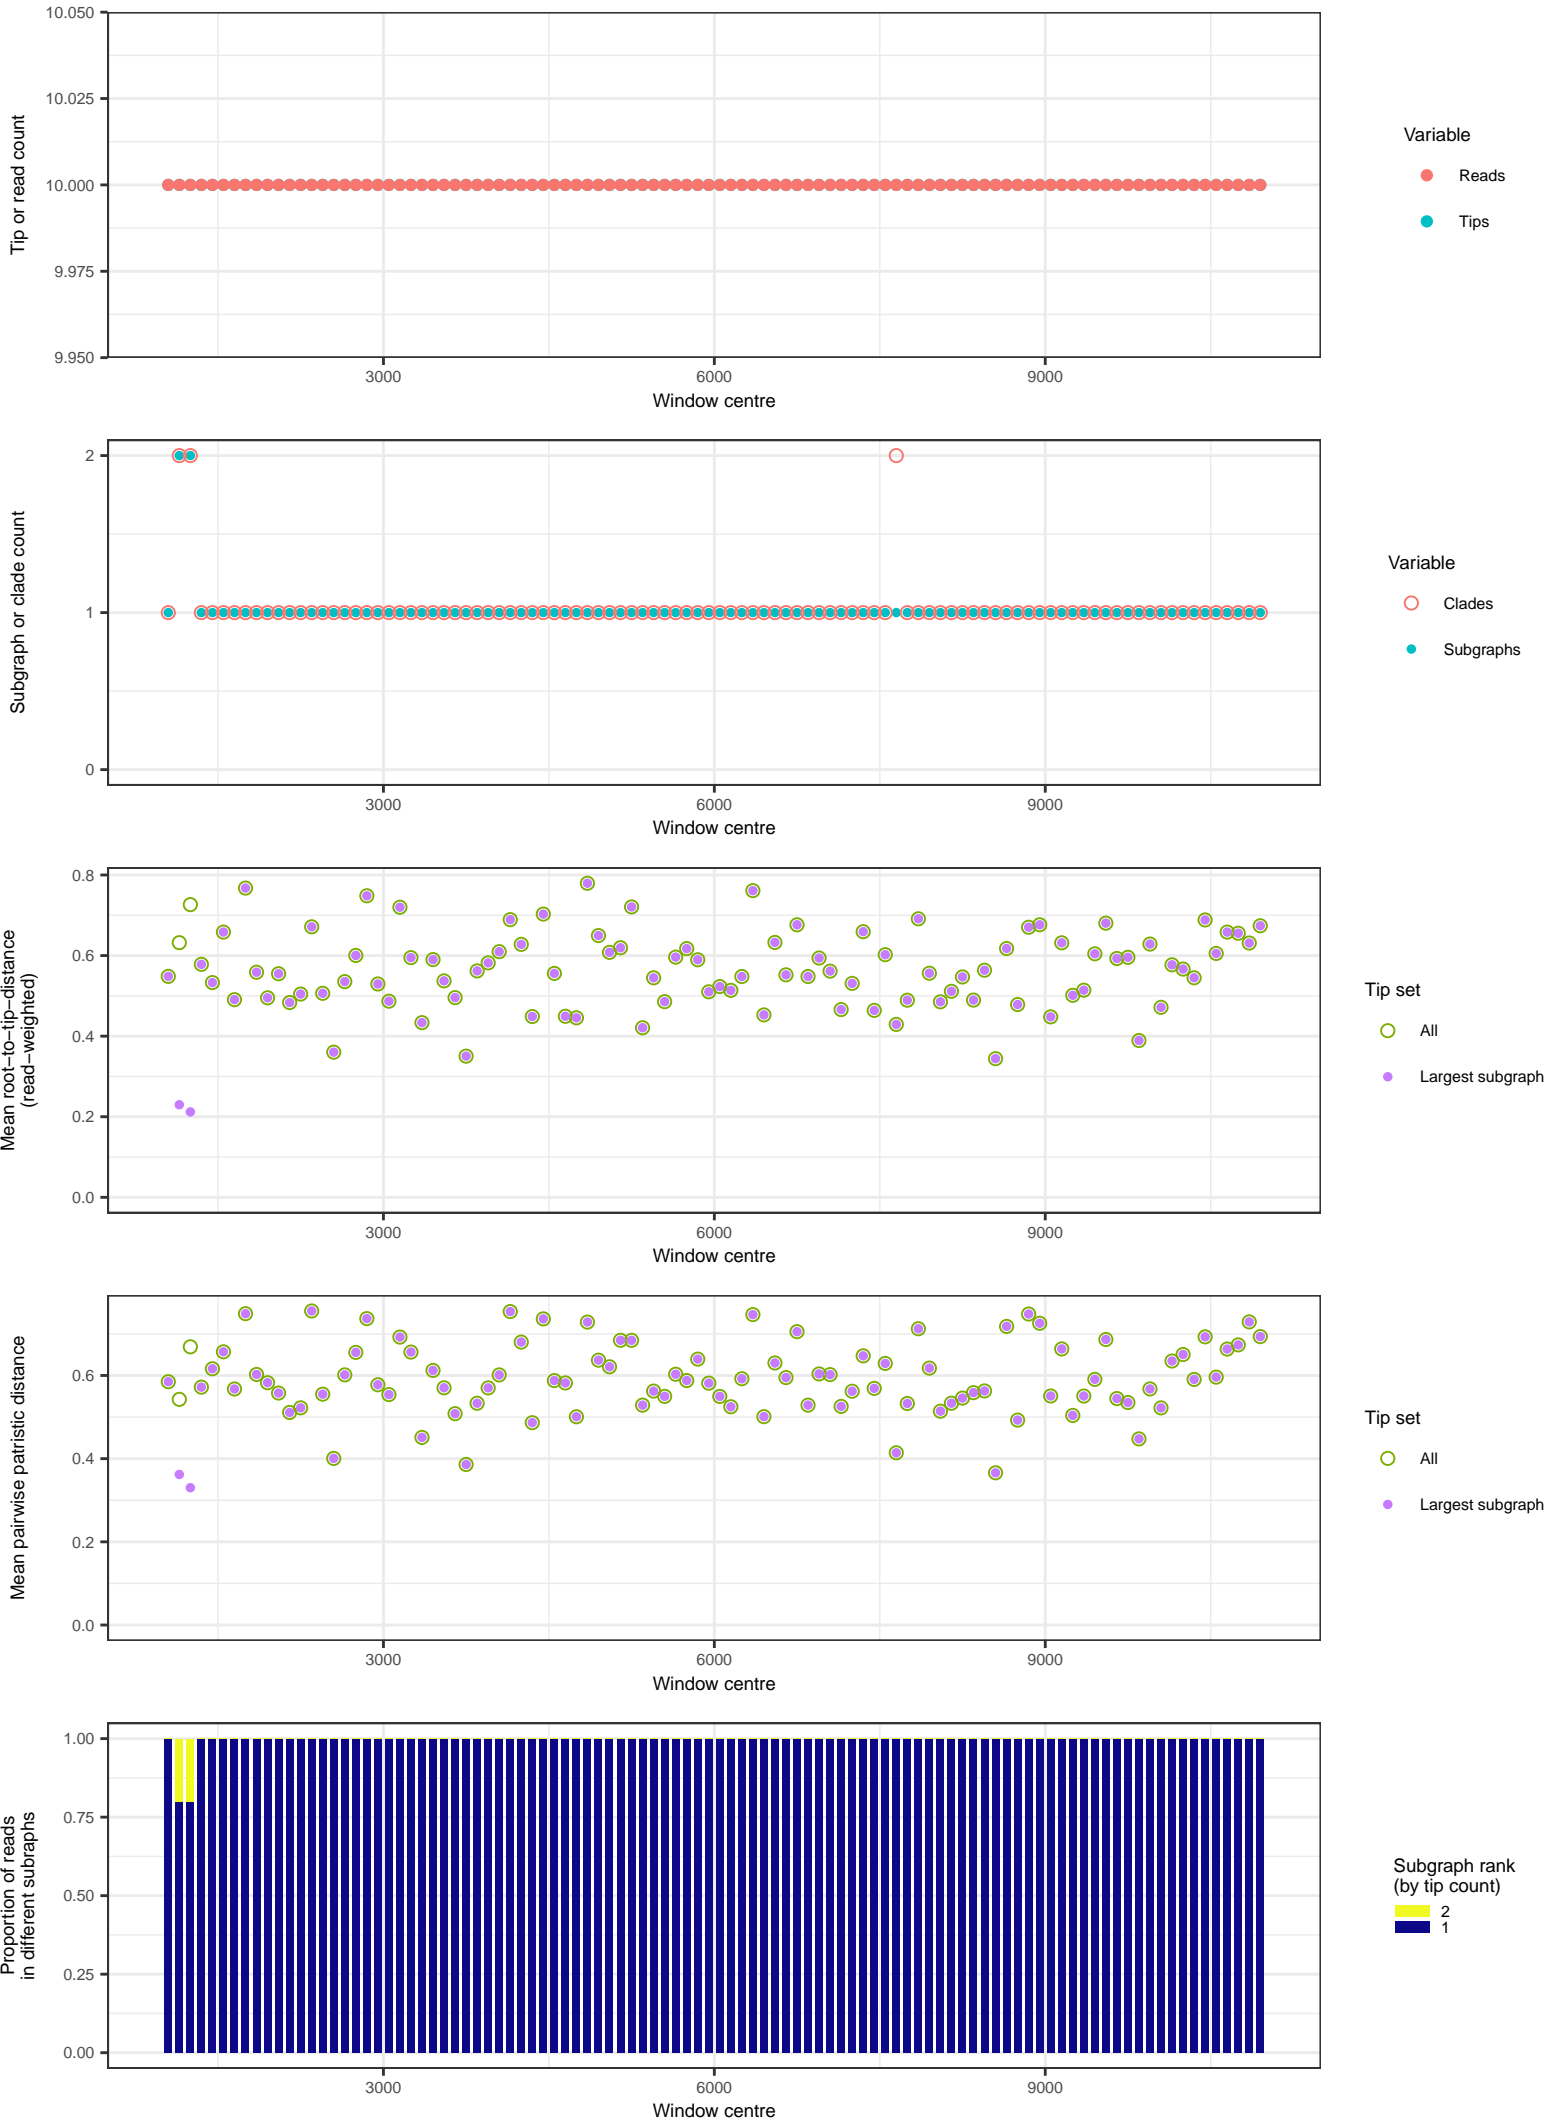 10.050
10.025
10.000
9.975
9.950
Tip or read count
3000
6000
9000
Window centre
Variable
Reads
Tips
2
1
0
Subgraph or clade count
3000
6000
9000
Window centre
Variable
Clades
Subgraphs
0.8
0.6
0.4
0.2
0.0
Mean root−to−tip−distance
(read−weighted)
3000
6000
9000
Window centre
Tip set
All
Largest subgraph
0.6
0.4
0.2
0.0
Mean pairwise patristic distance
3000
6000
9000
Window centre
Tip set
All
Largest subgraph
1.00
0.75
0.50
0.25
0.00
Proportion of reads
in different subraphs
3000
6000
9000
Window centre
Subgraph rank
(by tip count)
2
1